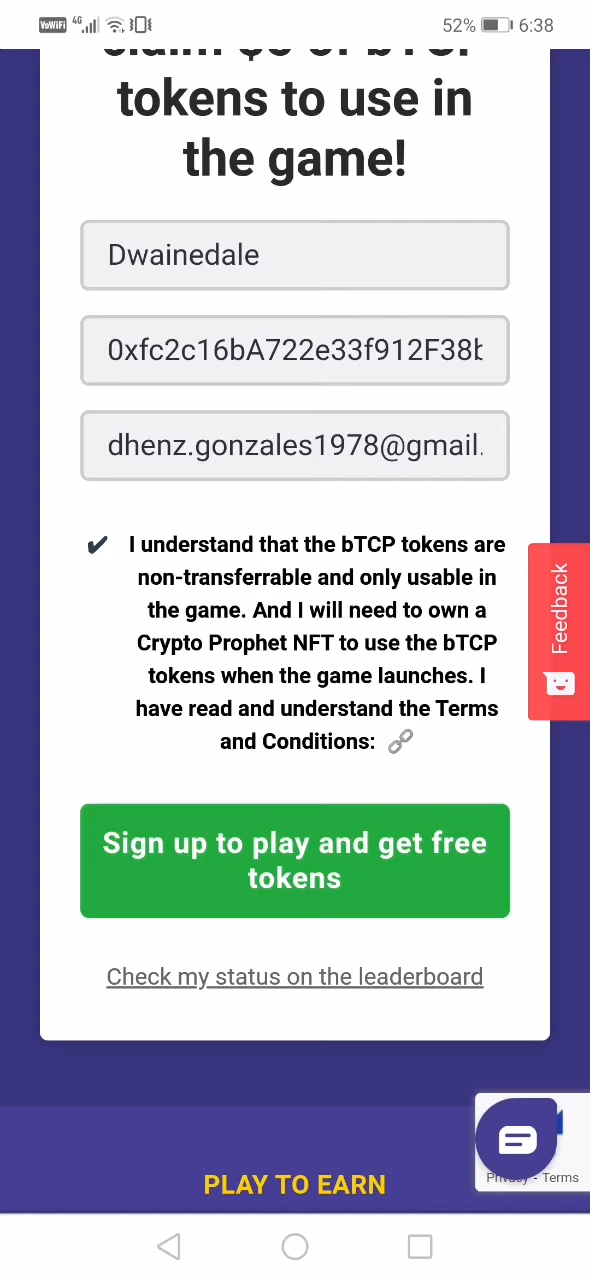 VoWiFi 4G 52% 6:38
tokens to use in
the game!
Dwainedale
0xfc2c16bA722e33f912F38b
dhenz.gonzales1978@gmail.
✔ I understand that the bTCP tokens are
non-transferrable and only usable in
the game. And I will need to own a
Crypto Prophet NFT to use the bTCP
tokens when the game launches. I
have read and understand the Terms
and Conditions:
Feedback
Sign up to play and get free
tokens
Check my status on the leaderboard
PLAY TO EARN
Privacy - Terms